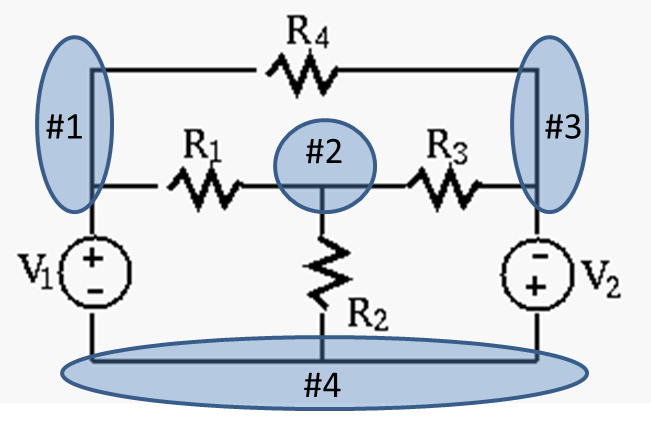 R4
#1
R1
#2
R3
#3
+
-
V1
-
+
V2
R2
#4